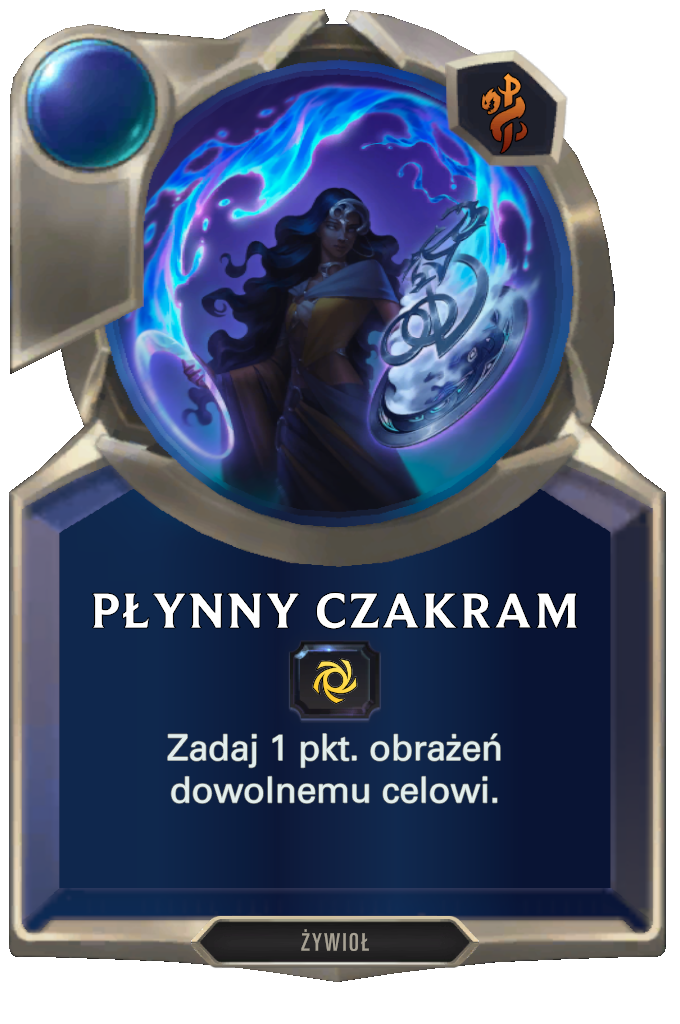 PŁYNNY CZAKRAM
Zadaj 1 pkt. obrażeń
dowolnemu celowi.
ŻYWIOŁ